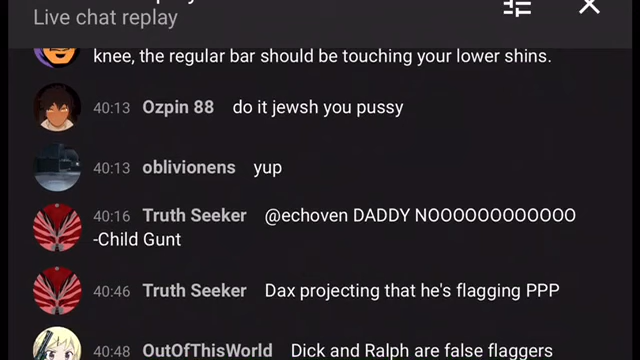 Live chat replay
knee, the regular bar should be touching your lower shins.
40:13 Ozpin 88 do it jewsh you pussy
40:13 oblivionens yup
40:16 Truth Seeker @echoven DADDY NOOOOOOOOOOOO
-Child Gunt
40:46 Truth Seeker Dax projecting that he's flagging PPP
40:48 OutOfThisWorld Dick and Ralph are false flaggers